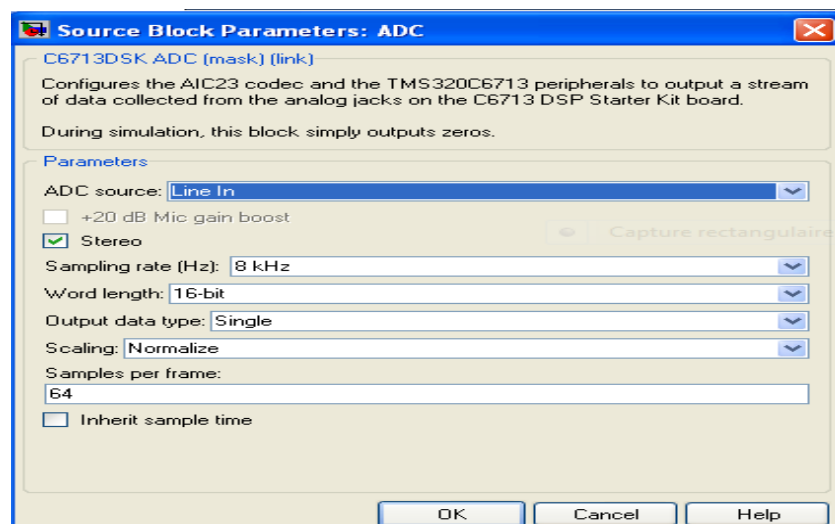 Source Block Parameters: ADC
C6713DSK ADC (mask) (link)
Configures the AIC23 codec and the TMS320C6713 peripherals to output a stream
of data collected from the analog jacks on the C6713 DSP Starter Kit board.
During simulation, this block simply outputs zeros.
Parameters
ADC source: Line In
+20 dB Mic gain boost
Stereo
Capture rectangulaire
Sampling rate (Hz): 8 kHz
Word length: 16-bit
Output data type: Single
Scaling: Normalize
Samples per frame:
64
Inherit sample time
OK Cancel Help